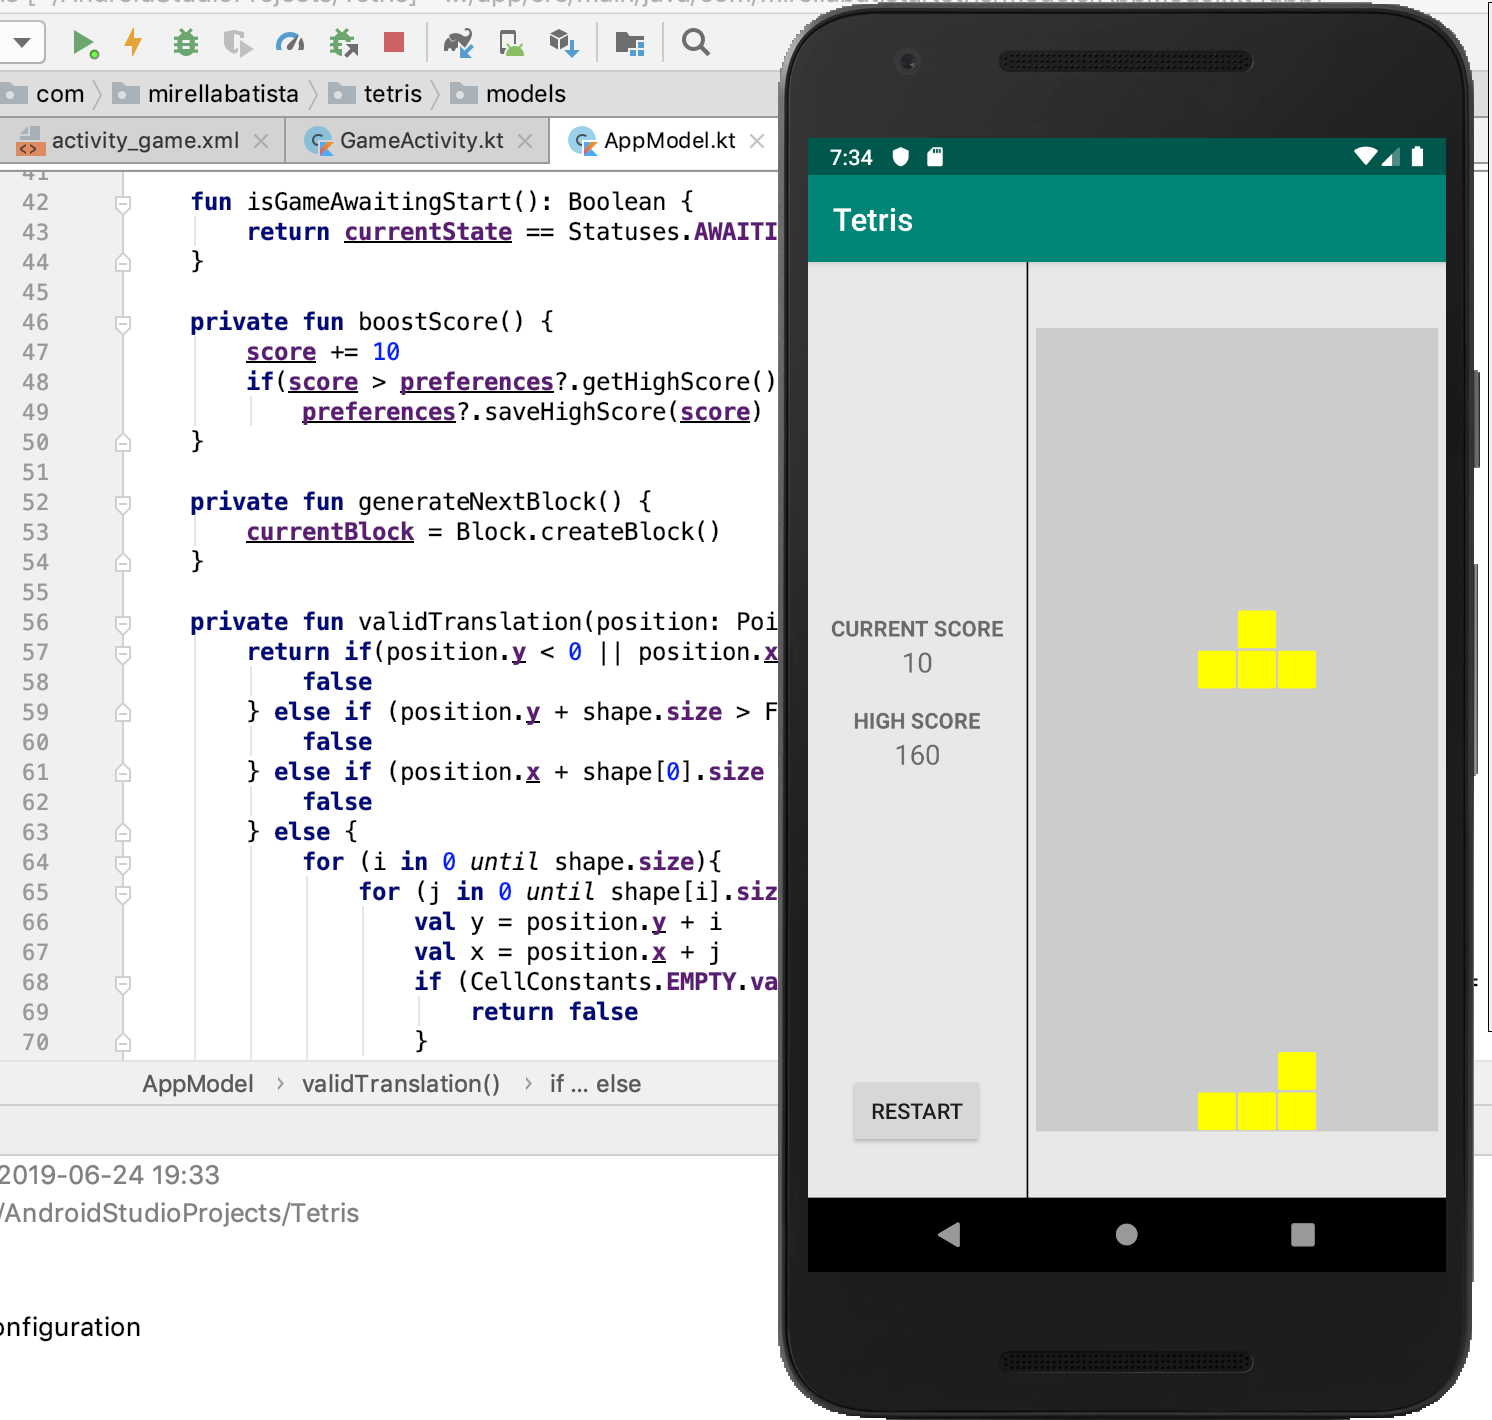 com mirellabatista tetris models
activity_game.xml GameActivity.kt AppModel.kt
41
42 fun isGameAwaitingStart(): Boolean {
43 return currentState == Statuses.AWAITI
44 }
45
46 private fun boostScore() {
47 score += 10
48 if(score > preferences?.getHighScore()
49 preferences?.saveHighScore(score)
50 }
51
52 private fun generateNextBlock() {
53 currentBlock = Block.createBlock()
54 }
55
56 private fun validTranslation(position: Poi
57 return if(position.y < 0 || position.x
58 false
59 } else if (position.y + shape.size > F
60 false
61 } else if (position.x + shape[0].size
62 false
63 } else {
64 for (i in 0 until shape.size){
65 for (j in 0 until shape[i].siz
66 val y = position.y + i
67 val x = position.x + j
68 if (CellConstants.EMPTY.va
69 return false
70 }
AppModel › validTranslation() › if ... else
2019-06-24 19:33
/AndroidStudioProjects/Tetris
onfiguration
7:34
Tetris
CURRENT SCORE
10
HIGH SCORE
160
RESTART